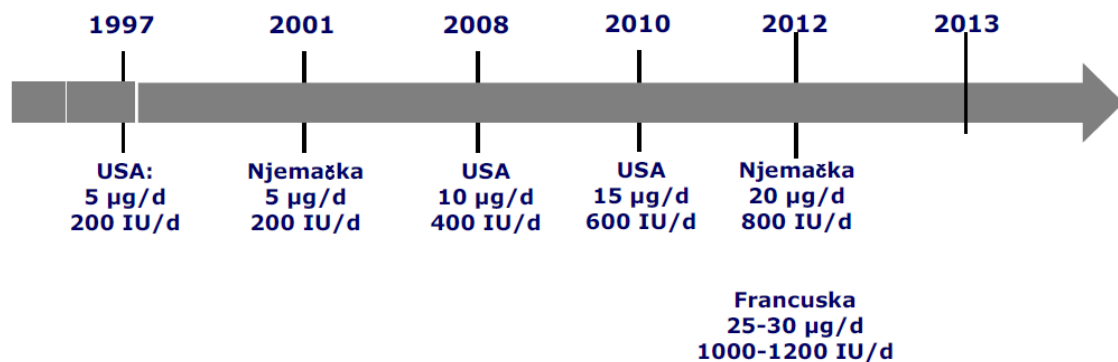 1997
2001
2008
2010
2012
2013
USA:
5 µg/d
200 IU/d
Njemačka
5 µg/d
200 IU/d
USA
10 µg/d
400 IU/d
USA
15 µg/d
600 IU/d
Njemačka
20 µg/d
800 IU/d
Francuska
25-30 µg/d
1000-1200 IU/d